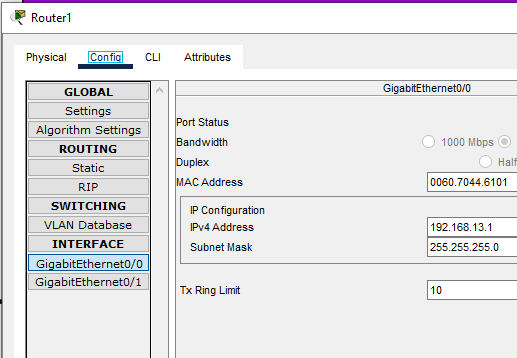 Router1
Physical Config CLI Attributes
GLOBAL
Settings
Algorithm Settings
ROUTING
Static
RIP
SWITCHING
VLAN Database
INTERFACE
GigabitEthernet0/0
GigabitEthernet0/1
GigabitEthernet0/0
Port Status
Bandwidth 1000 Mbps
Duplex Half
MAC Address 0060.7044.6101
IP Configuration
IPv4 Address 192.168.13.1
Subnet Mask 255.255.255.0
Tx Ring Limit 10